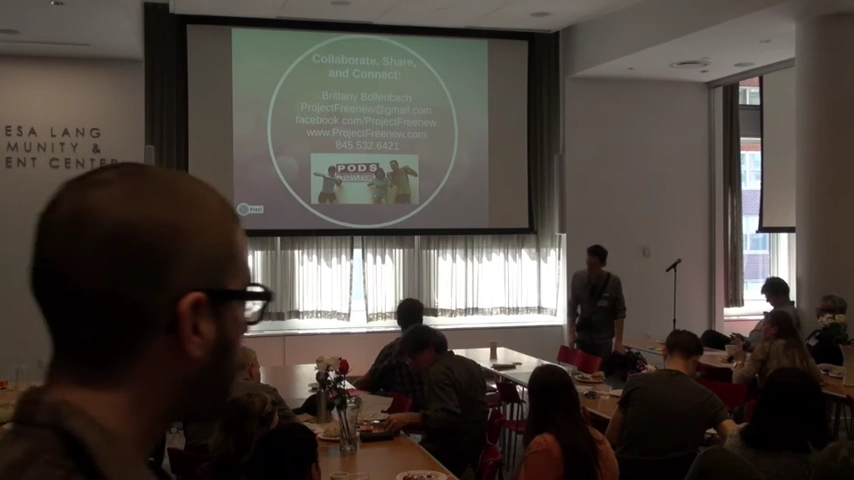 Collaborate, Share,
and Connect:
Brittany Bollenbach
ProjectFreenew@gmail.com
facebook.com/ProjectFreenew
www.ProjectFreenew.com
845.532.6421
PODS
ESA LANG
MUNITY &
ENT CENTER